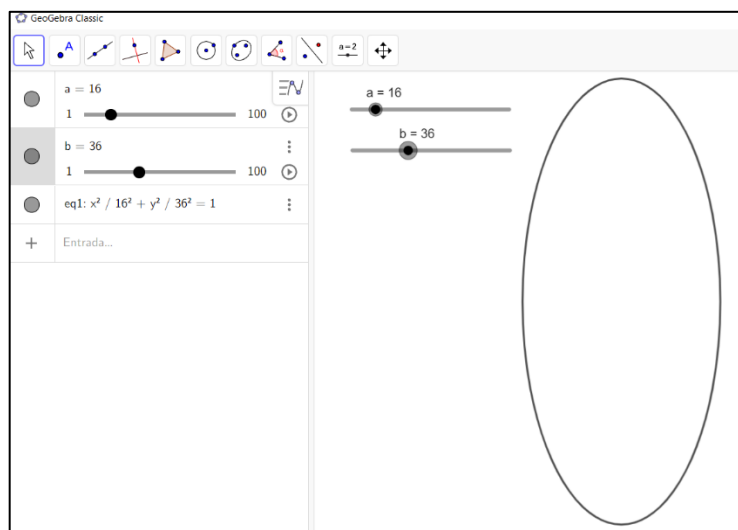 GeoGebra Classic
A
a=2
a = 16
1 100
b = 36
1 100
eq1: x² / 16² + y² / 36² = 1
+ Entrada...
a = 16
b = 36